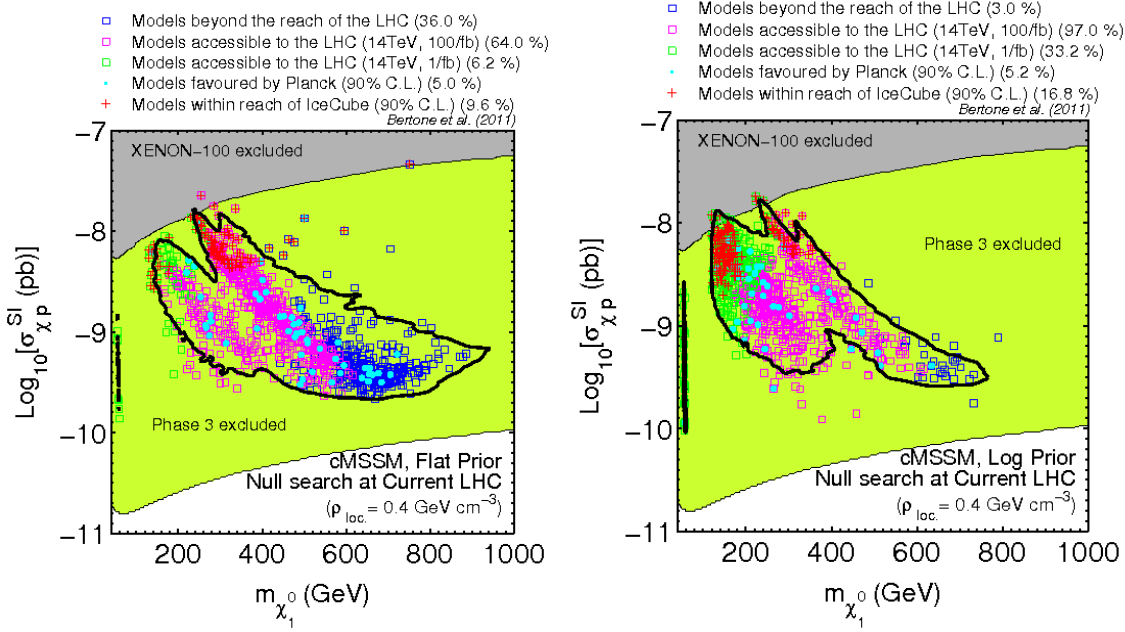 Models beyond the reach of the LHC (36.0 %)
Models accessible to the LHC (14TeV, 100/fb) (64.0 %)
Models accessible to the LHC (14TeV, 1/fb) (6.2 %)
Models favoured by Planck (90% C.L.) (5.0 %)
Models within reach of IceCube (90% C.L.) (9.6 %)
Bertone et al. (2011)
XENON-100 excluded
Phase 3 excluded
cMSSM, Flat Prior
Null search at Current LHC
(ρ loc. = 0.4 GeV cm⁻³)
Log₁₀[σ^SI_χp (pb)]
−7
−8
−9
−10
−11
200 400 600 800 1000
m_χ₁⁰ (GeV)
Models beyond the reach of the LHC (3.0 %)
Models accessible to the LHC (14TeV, 100/fb) (97.0 %)
Models accessible to the LHC (14TeV, 1/fb) (33.2 %)
Models favoured by Planck (90% C.L.) (5.2 %)
Models within reach of IceCube (90% C.L.) (16.8 %)
Bertone et al. (2011)
XENON-100 excluded
Phase 3 excluded
cMSSM, Log Prior
Null search at Current LHC
(ρ loc. = 0.4 GeV cm⁻³)
Log₁₀[σ^SI_χp (pb)]
−7
−8
−9
−10
−11
200 400 600 800 1000
m_χ₁⁰ (GeV)